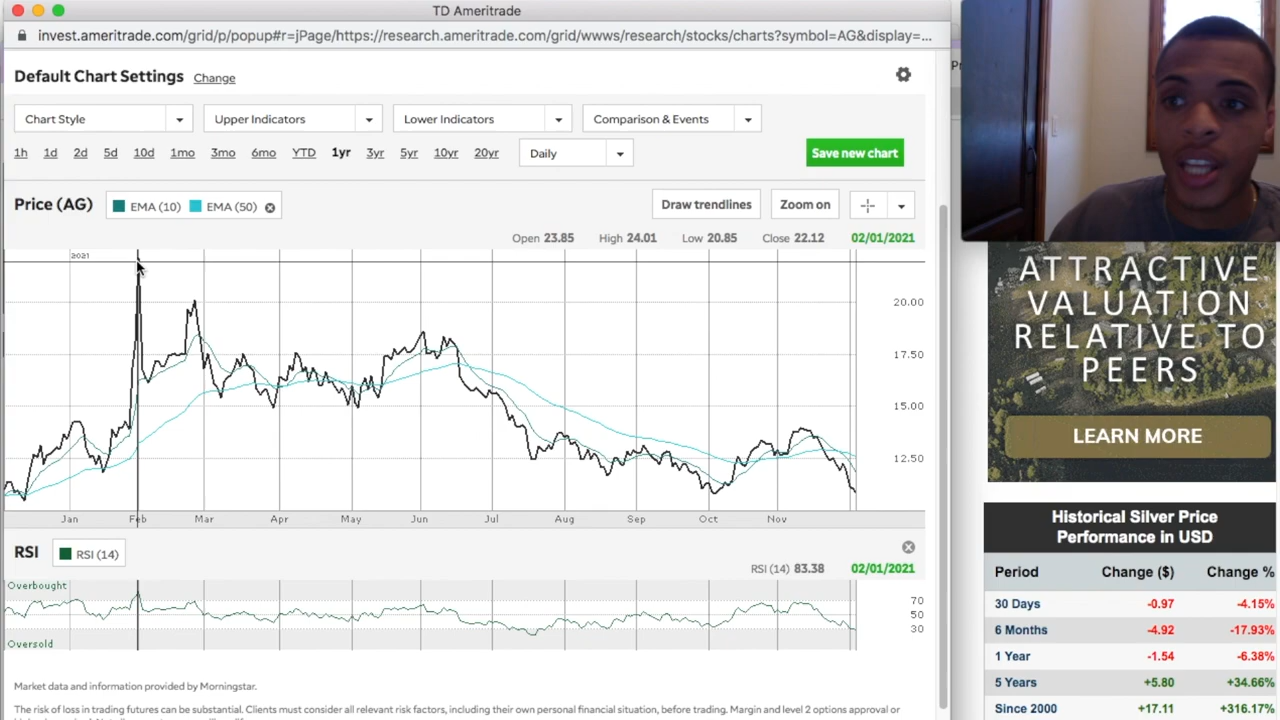 TD Ameritrade
invest.ameritrade.com/grid/p/popup#r=jPage/https://research.ameritrade.com/grid/wwws/research/stocks/charts?symbol=AG&display=...
Default Chart Settings Change
Chart Style Upper Indicators Lower Indicators Comparison & Events
1h 1d 2d 5d 10d 1mo 3mo 6mo YTD 1yr 3yr 5yr 10yr 20yr Daily Save new chart
Price (AG) EMA (10) EMA (50) Draw trendlines Zoom on
Open 23.85 High 24.01 Low 20.85 Close 22.12 02/01/2021
2021
20.00
17.50
15.00
12.50
Jan Feb Mar Apr May Jun Jul Aug Sep Oct Nov
RSI RSI (14)
RSI (14) 83.38 02/01/2021
Overbought
70
50
30
Oversold
Market data and information provided by Morningstar.
The risk of loss in trading futures can be substantial. Clients must consider all relevant risk factors, including their own personal financial situation, before trading. Margin and level 2 options approval or
ATTRACTIVE
VALUATION
RELATIVE TO
PEERS
LEARN MORE
Historical Silver Price
Performance in USD
Period Change ($) Change %
30 Days -0.97 -4.15%
6 Months -4.92 -17.93%
1 Year -1.54 -6.38%
5 Years +5.80 +34.66%
Since 2000 +17.11 +316.17%